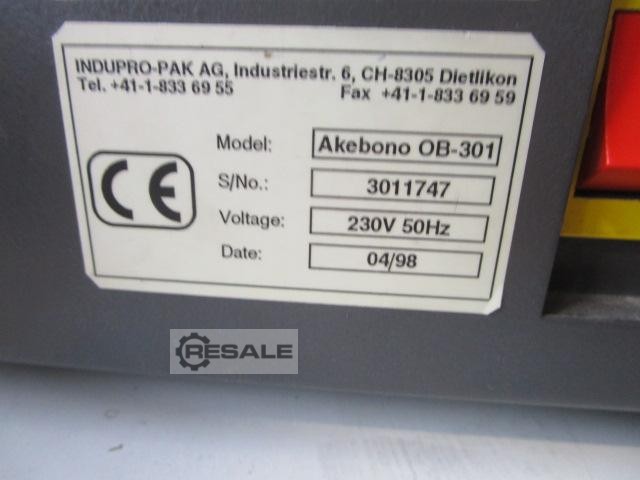 INDUPRO-PAK AG, Industriestr. 6, CH-8305 Dietlikon
Tel. +41-1-833 69 55 Fax +41-1-833 69 59
Model: Akebono OB-301
CE
S/No.: 3011747
Voltage: 230V 50Hz
Date: 04/98
RESALE